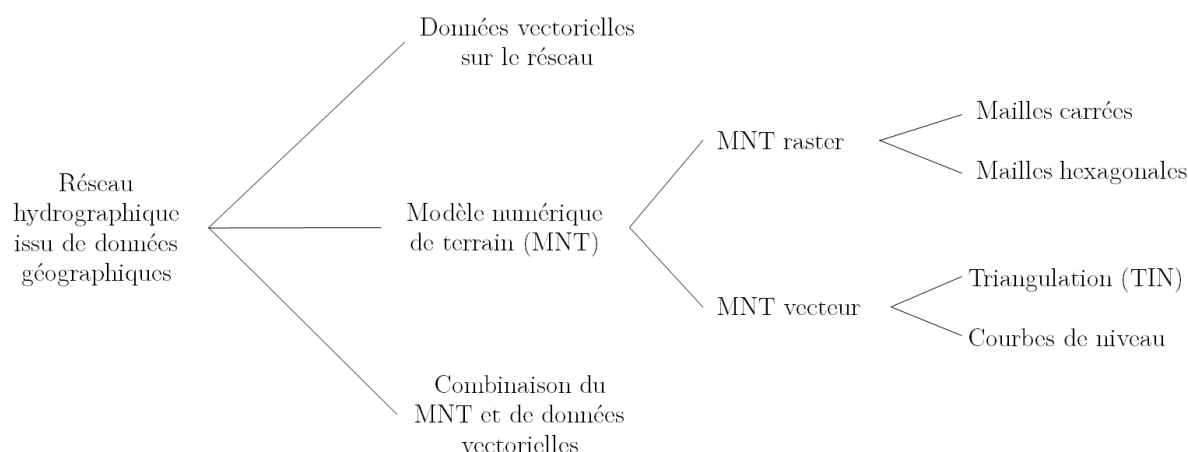 Données vectorielles
sur le réseau
Mailles carrées
MNT raster
Mailles hexagonales
Réseau
hydrographique
issu de données
géographiques
Modèle numérique
de terrain (MNT)
Triangulation (TIN)
MNT vecteur
Courbes de niveau
Combinaison du
MNT et de données
vectorielles